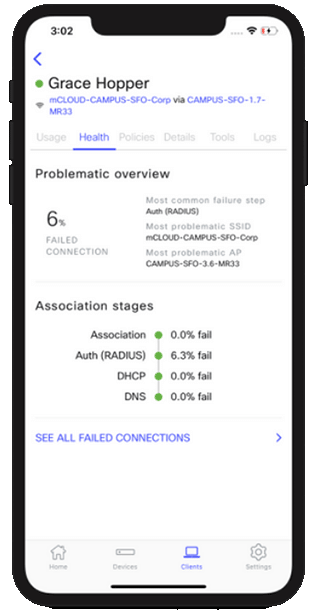 3:02
Grace Hopper
mCLOUD-CAMPUS-SFO-Corp via CAMPUS-SFO-1.7-
MR33
Usage Health Policies Details Tools Logs
Problematic overview
6%
FAILED
CONNECTION
Most common failure step
Auth (RADIUS)
Most problematic SSID
mCLOUD-CAMPUS-SFO-Corp
Most problematic AP
CAMPUS-SFO-3.6-MR33
Association stages
Association 0.0% fail
Auth (RADIUS) 6.3% fail
DHCP 0.0% fail
DNS 0.0% fail
SEE ALL FAILED CONNECTIONS
Home Devices Clients Settings